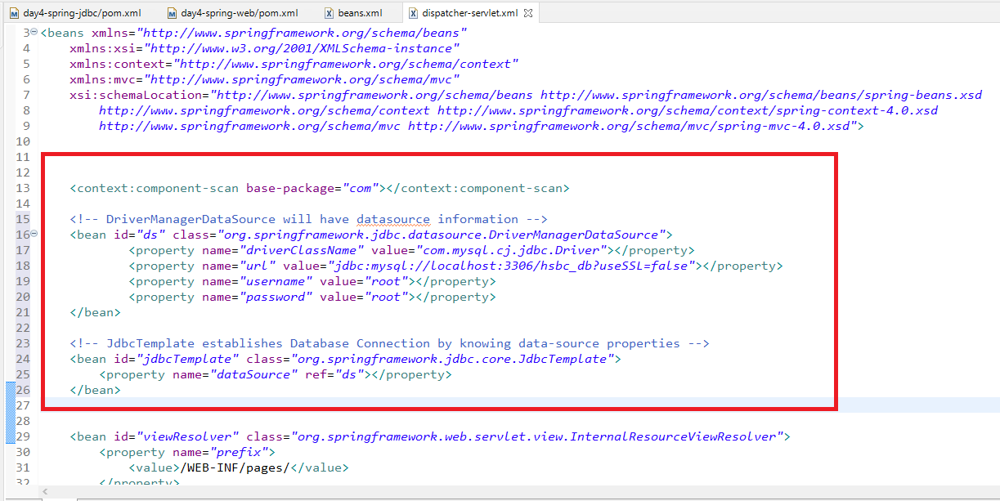 day4-spring-jdbc/pom.xml day4-spring-web/pom.xml beans.xml dispatcher-servlet.xml
3 <beans xmlns="http://www.springframework.org/schema/beans"
4 xmlns:xsi="http://www.w3.org/2001/XMLSchema-instance"
5 xmlns:context="http://www.springframework.org/schema/context"
6 xmlns:mvc="http://www.springframework.org/schema/mvc"
7 xsi:schemaLocation="http://www.springframework.org/schema/beans http://www.springframework.org/schema/beans/spring-beans.xsd
8 http://www.springframework.org/schema/context http://www.springframework.org/schema/context/spring-context-4.0.xsd
9 http://www.springframework.org/schema/mvc http://www.springframework.org/schema/mvc/spring-mvc-4.0.xsd">
10
11
12
13 <context:component-scan base-package="com"></context:component-scan>
14
15 <!-- DriverManagerDataSource will have datasource information -->
16 <bean id="ds" class="org.springframework.jdbc.datasource.DriverManagerDataSource">
17 <property name="driverClassName" value="com.mysql.cj.jdbc.Driver"></property>
18 <property name="url" value="jdbc:mysql://localhost:3306/hsbc_db?useSSL=false"></property>
19 <property name="username" value="root"></property>
20 <property name="password" value="root"></property>
21 </bean>
22
23 <!-- JdbcTemplate establishes Database Connection by knowing data-source properties -->
24 <bean id="jdbcTemplate" class="org.springframework.jdbc.core.JdbcTemplate">
25 <property name="dataSource" ref="ds"></property>
26 </bean>
27
28
29 <bean id="viewResolver" class="org.springframework.web.servlet.view.InternalResourceViewResolver">
30 <property name="prefix">
31 <value>/WEB-INF/pages/</value>
32 </property>